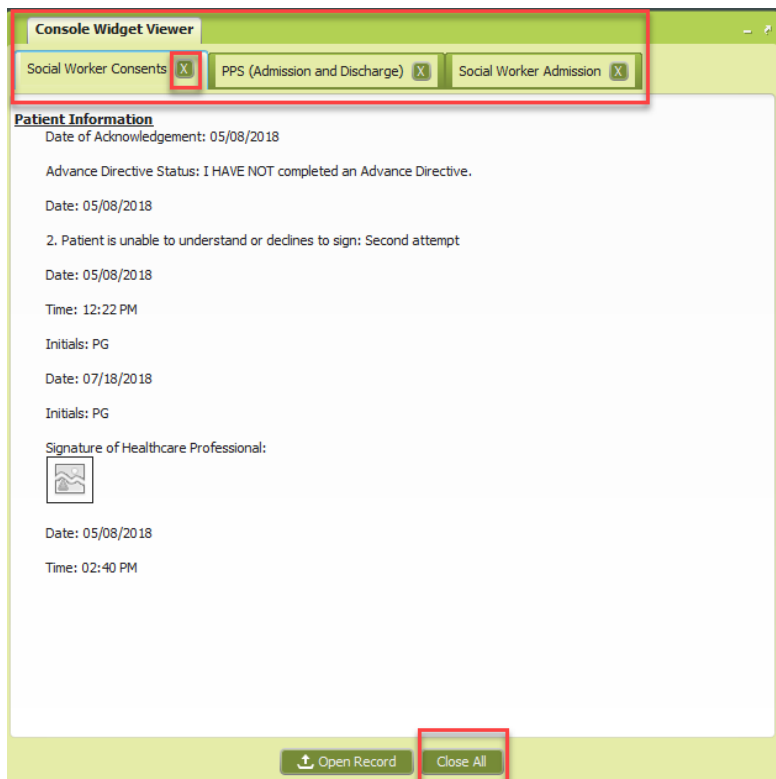 Console Widget Viewer
Social Worker Consents X PPS (Admission and Discharge) X Social Worker Admission X
Patient Information
Date of Acknowledgement: 05/08/2018
Advance Directive Status: I HAVE NOT completed an Advance Directive.
Date: 05/08/2018
2. Patient is unable to understand or declines to sign: Second attempt
Date: 05/08/2018
Time: 12:22 PM
Initials: PG
Date: 07/18/2018
Initials: PG
Signature of Healthcare Professional:
Date: 05/08/2018
Time: 02:40 PM
Open Record Close All